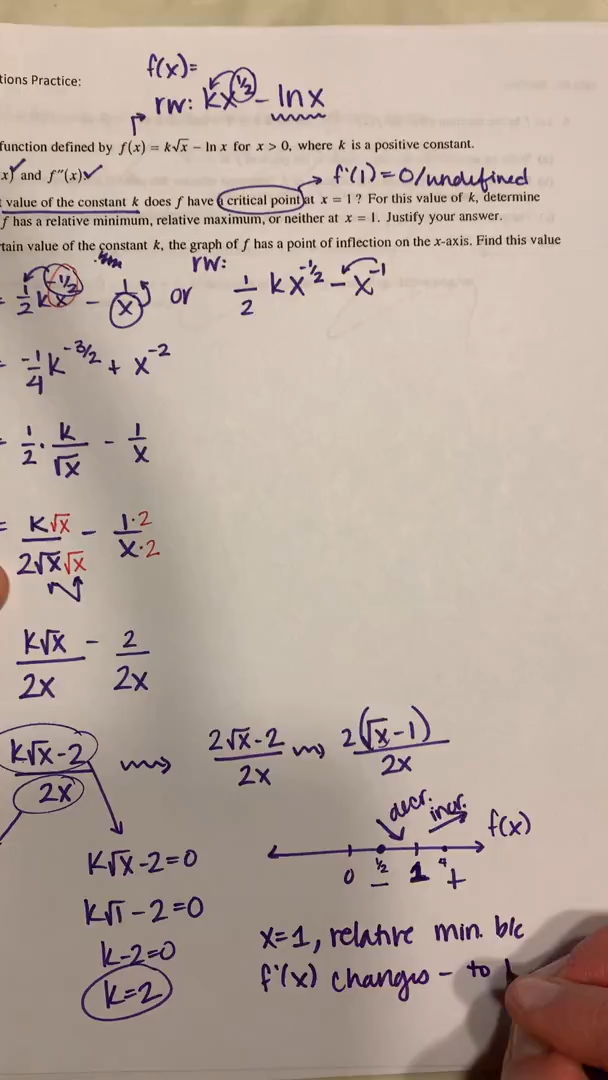 f(x)=
tions Practice:
rw: kx^1/2 - lnx
function defined by f(x) = k√x − ln x for x > 0, where k is a positive constant.
x) and f″(x)
f'(1)=0/undefined
value of the constant k does f have a critical point at x = 1? For this value of k, determine
f has a relative minimum, relative maximum, or neither at x = 1. Justify your answer.
tain value of the constant k, the graph of f has a point of inflection on the x-axis. Find this value
= 1/2 kx^-1/2 - 1/x or rw: 1/2 kx^-1/2 - x^-1
= -1/4 k^-3/2 + x^-2
= 1/2 · k/√x - 1/x
= k√x/2√x√x - 1·2/x·2
k√x/2x - 2/2x
k√x-2/2x 2√x-2/2x 2(√x-1)/2x
decr. incr.
f(x)
0 1/2 1 4
- +
k√x-2=0
k√1-2=0
k-2=0
k=2
x=1, relative min. b/c
f'(x) changes - to